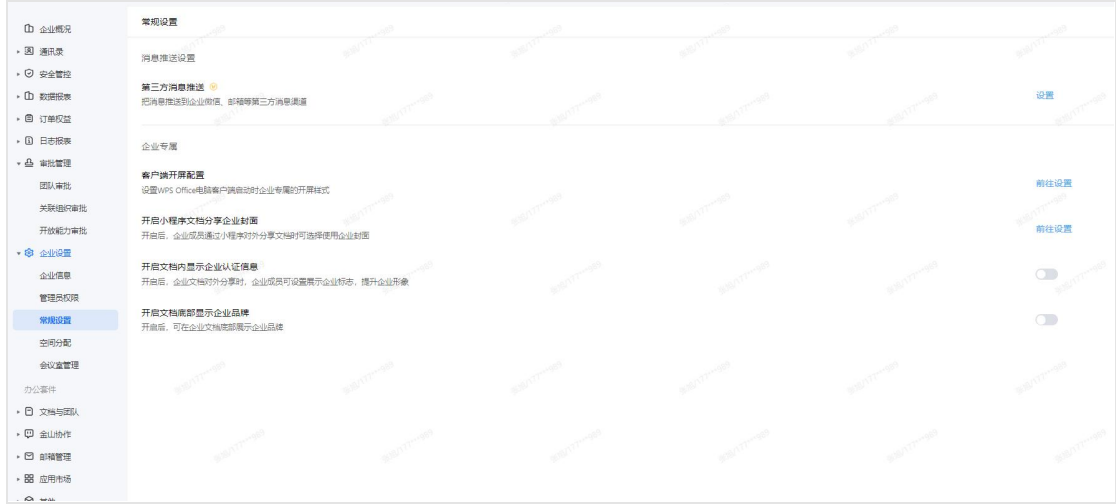 企业概况
通讯录
安全管控
数据报表
订单权益
日志报表
审批管理
团队审批
关联组织审批
开放能力审批
企业设置
企业信息
管理员权限
常规设置
空间分配
会议室管理
办公套件
文档与团队
金山协作
邮箱管理
应用市场
常规设置
消息推送设置
第三方消息推送
把消息推送到企业微信、邮箱等第三方消息渠道
设置
企业专属
客户端开屏配置
设置WPS Office电脑客户端启动时企业专属的开屏样式
前往设置
开启小程序文档分享企业封面
开启后，企业成员通过小程序对外分享文档时可选择使用企业封面
前往设置
开启文档内显示企业认证信息
开启后，企业文档对外分享时，企业成员可设置展示企业标志，提升企业形象
开启文档底部显示企业品牌
开启后，可在企业文档底部展示企业品牌